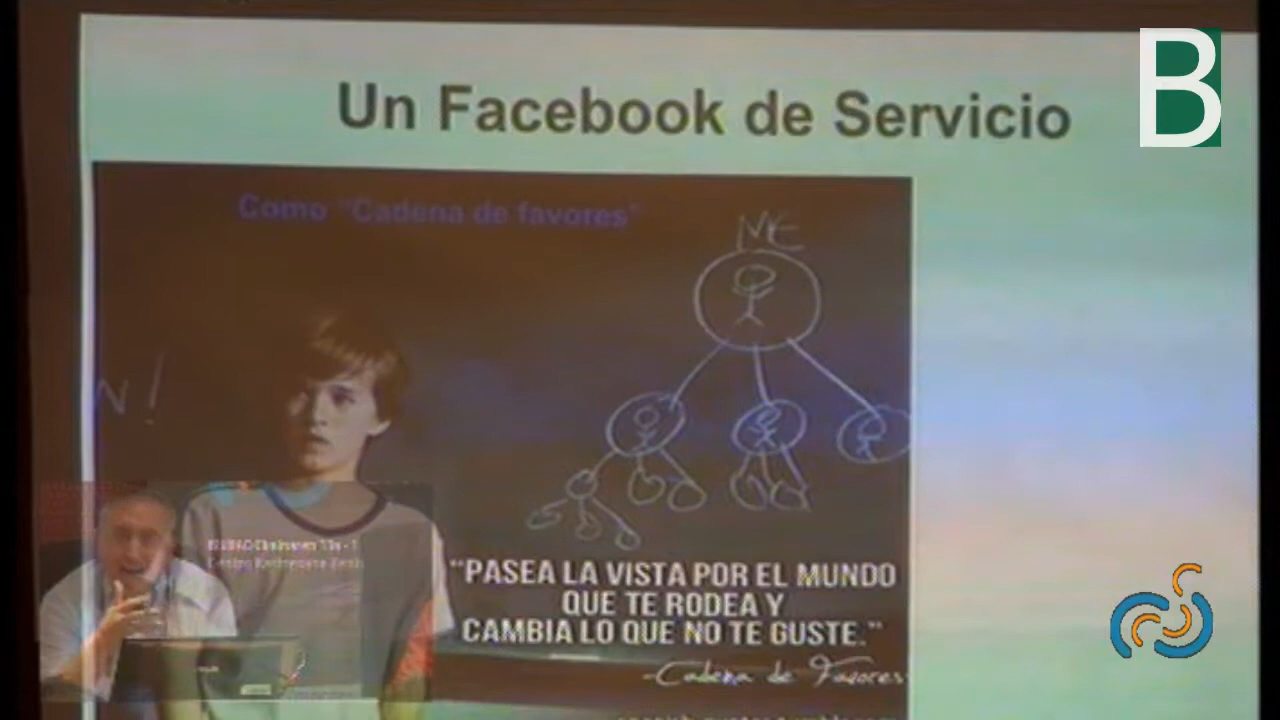 B
Un Facebook de Servicio
Como "Cadena de favores"
ME
N!
"PASEA LA VISTA POR EL MUNDO
QUE TE RODEA Y
CAMBIA LO QUE NO TE GUSTE."
-Cadena de Favores